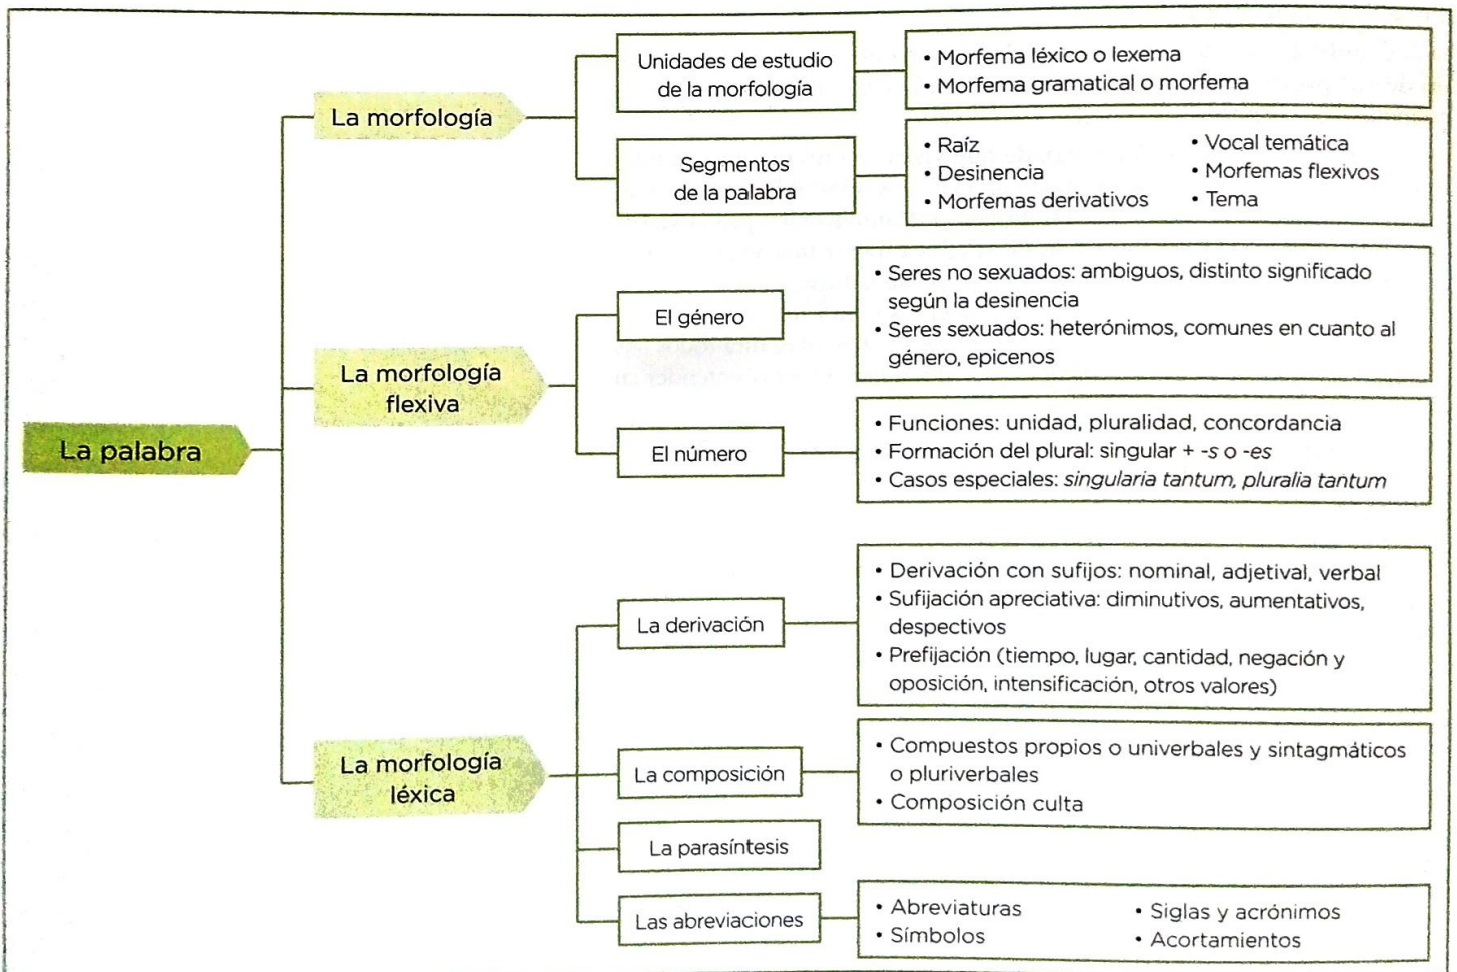 La palabra
La morfología
Unidades de estudio
de la morfología
• Morfema léxico o lexema
• Morfema gramatical o morfema
Segmentos
de la palabra
• Raíz
• Desinencia
• Morfemas derivativos
• Vocal temática
• Morfemas flexivos
• Tema
La morfología
flexiva
El género
• Seres no sexuados: ambiguos, distinto significado
según la desinencia
• Seres sexuados: heterónimos, comunes en cuanto al
género, epicenos
El número
• Funciones: unidad, pluralidad, concordancia
• Formación del plural: singular + -s o -es
• Casos especiales: singularia tantum, pluralia tantum
La morfología
léxica
La derivación
• Derivación con sufijos: nominal, adjetival, verbal
• Sufijación apreciativa: diminutivos, aumentativos,
despectivos
• Prefijación (tiempo, lugar, cantidad, negación y
oposición, intensificación, otros valores)
La composición
• Compuestos propios o univerbales y sintagmáticos
o pluriverbales
• Composición culta
La parasíntesis
Las abreviaciones
• Abreviaturas
• Símbolos
• Siglas y acrónimos
• Acortamientos